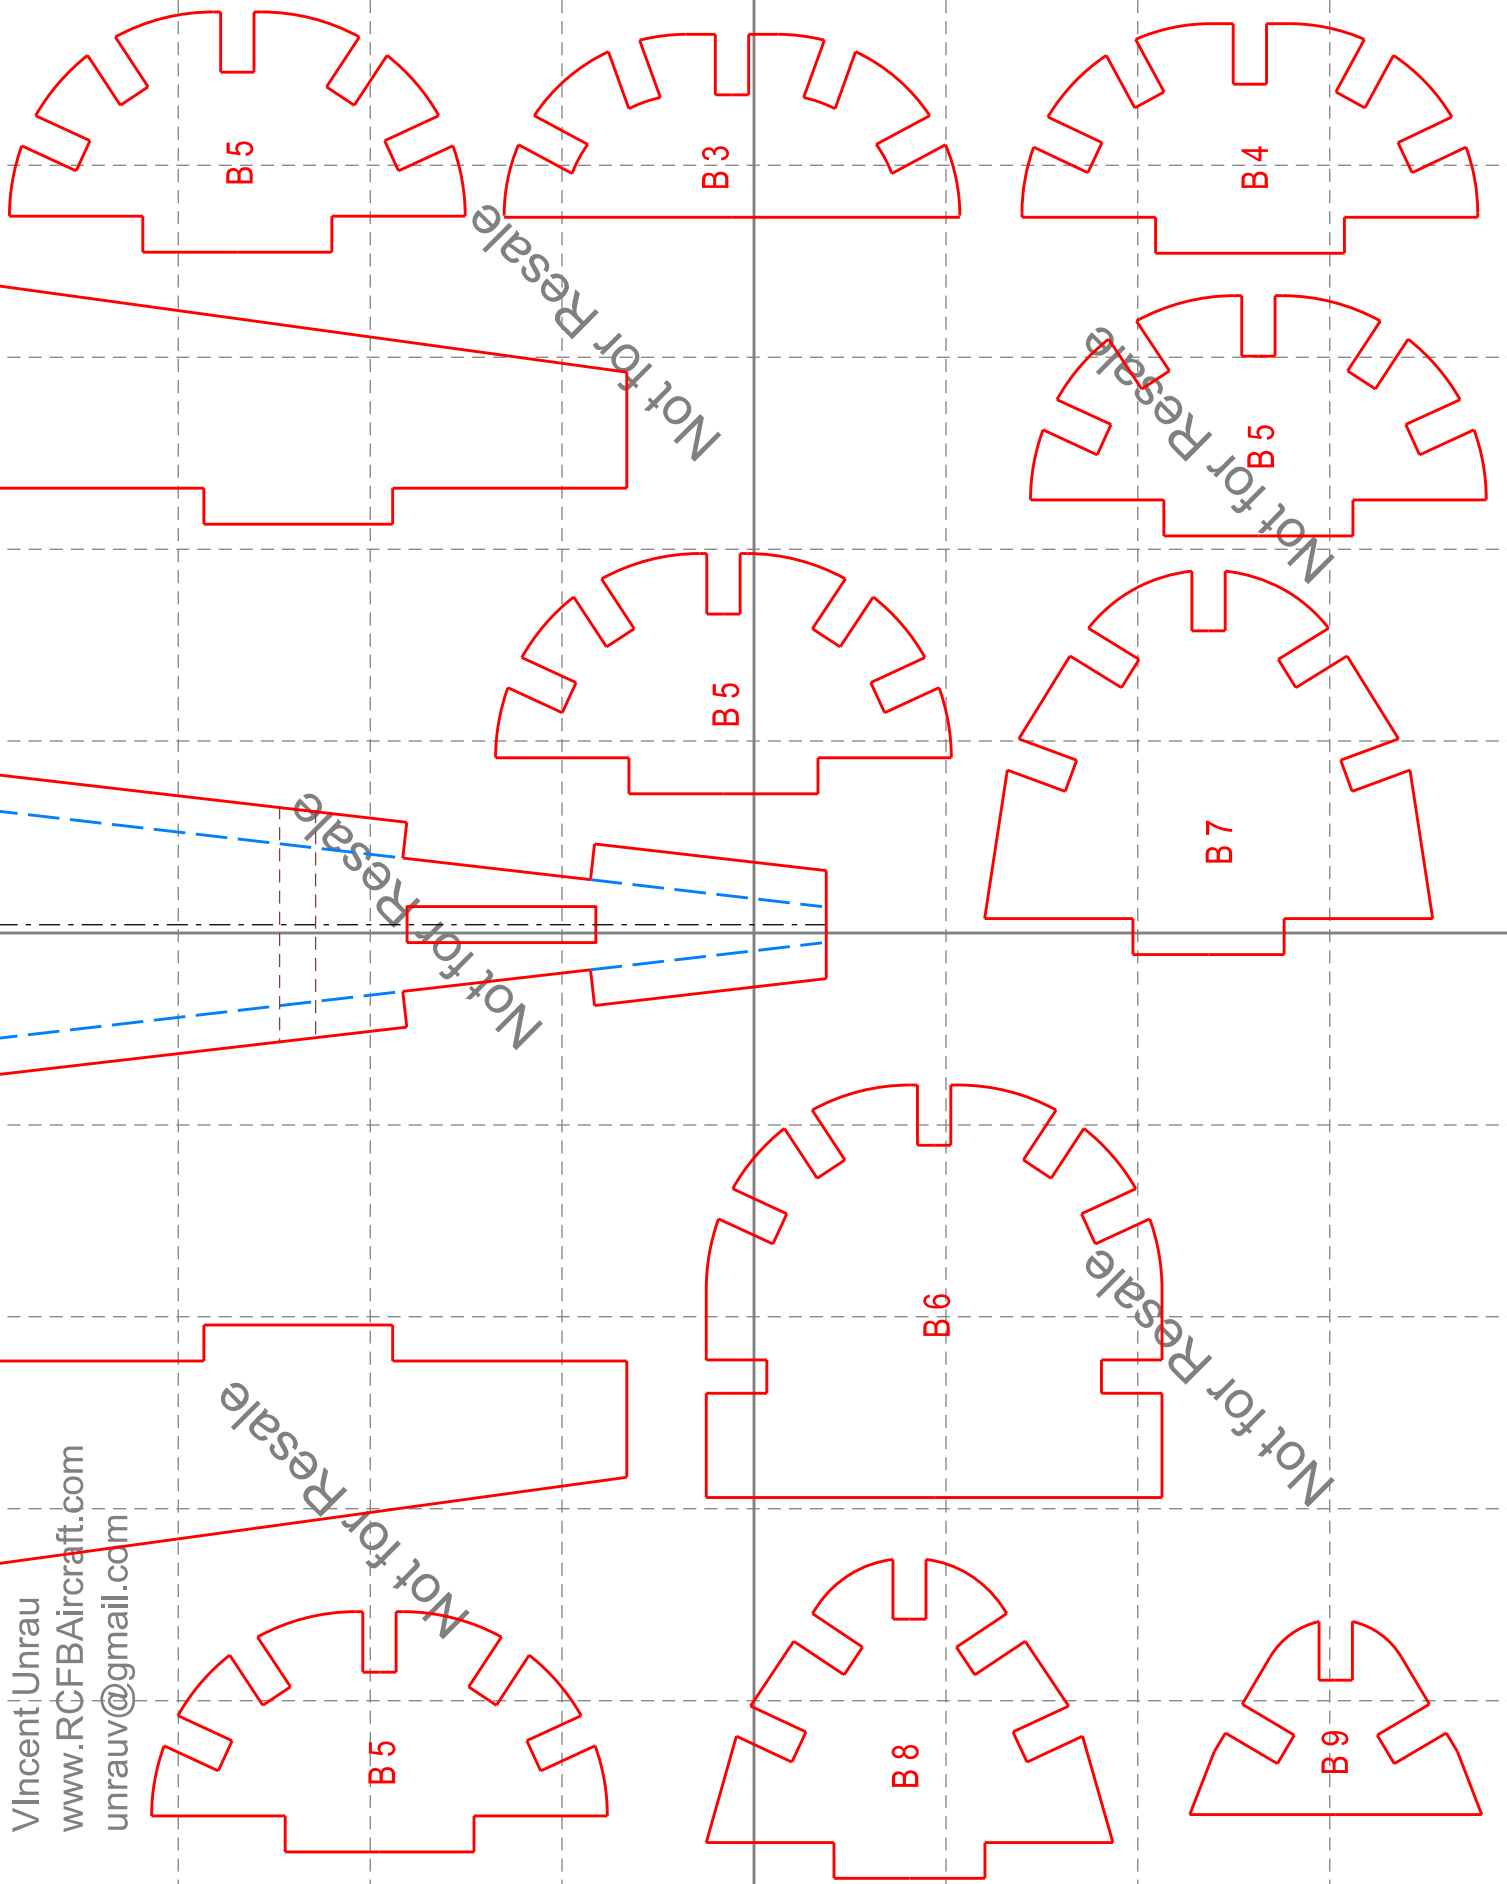 B5
B3
B4
Not for Resale
Not for Resale
B5
B5
B7
Not for Resale
B6
Not for Resale
Not for Resale
VIncent Unrau
www.RCFBAircraft.com
unrauv@gmail.com
B5
B8
B9